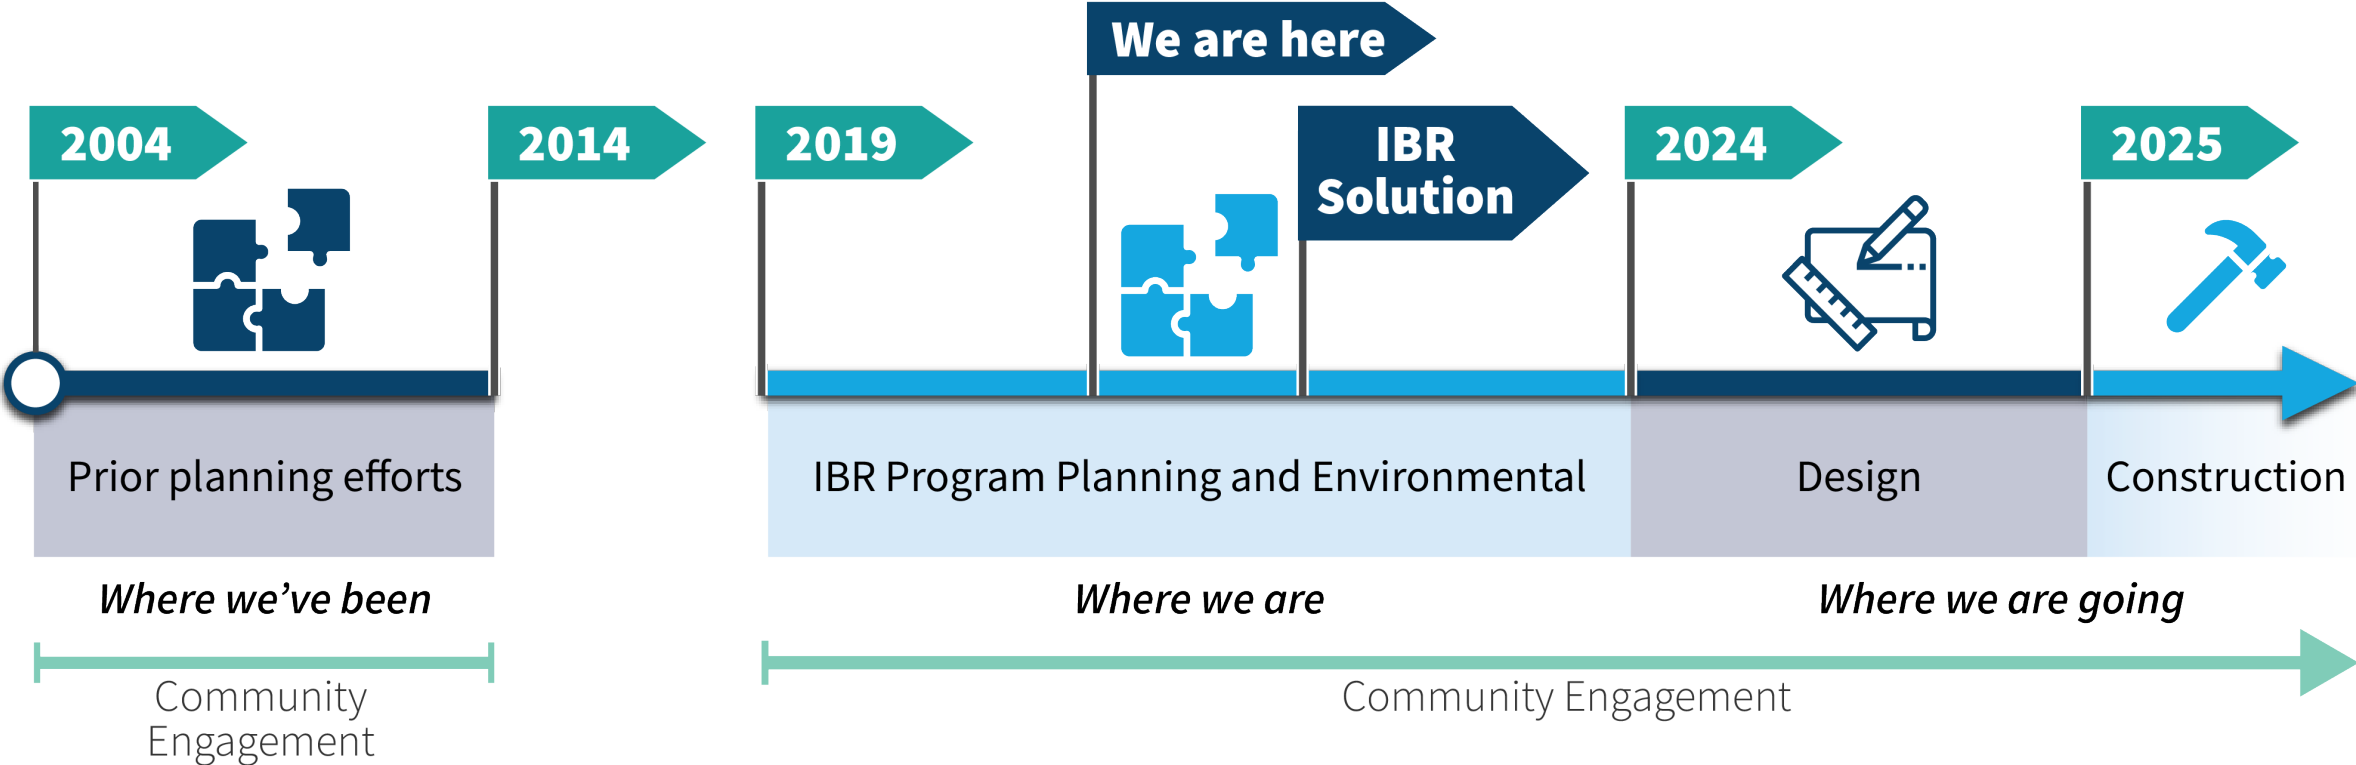 We are here
2004
2014
2019
IBR
Solution
2024
2025
Prior planning efforts
IBR Program Planning and Environmental
Design
Construction
Where we’ve been
Where we are
Where we are going
Community
Engagement
Community Engagement